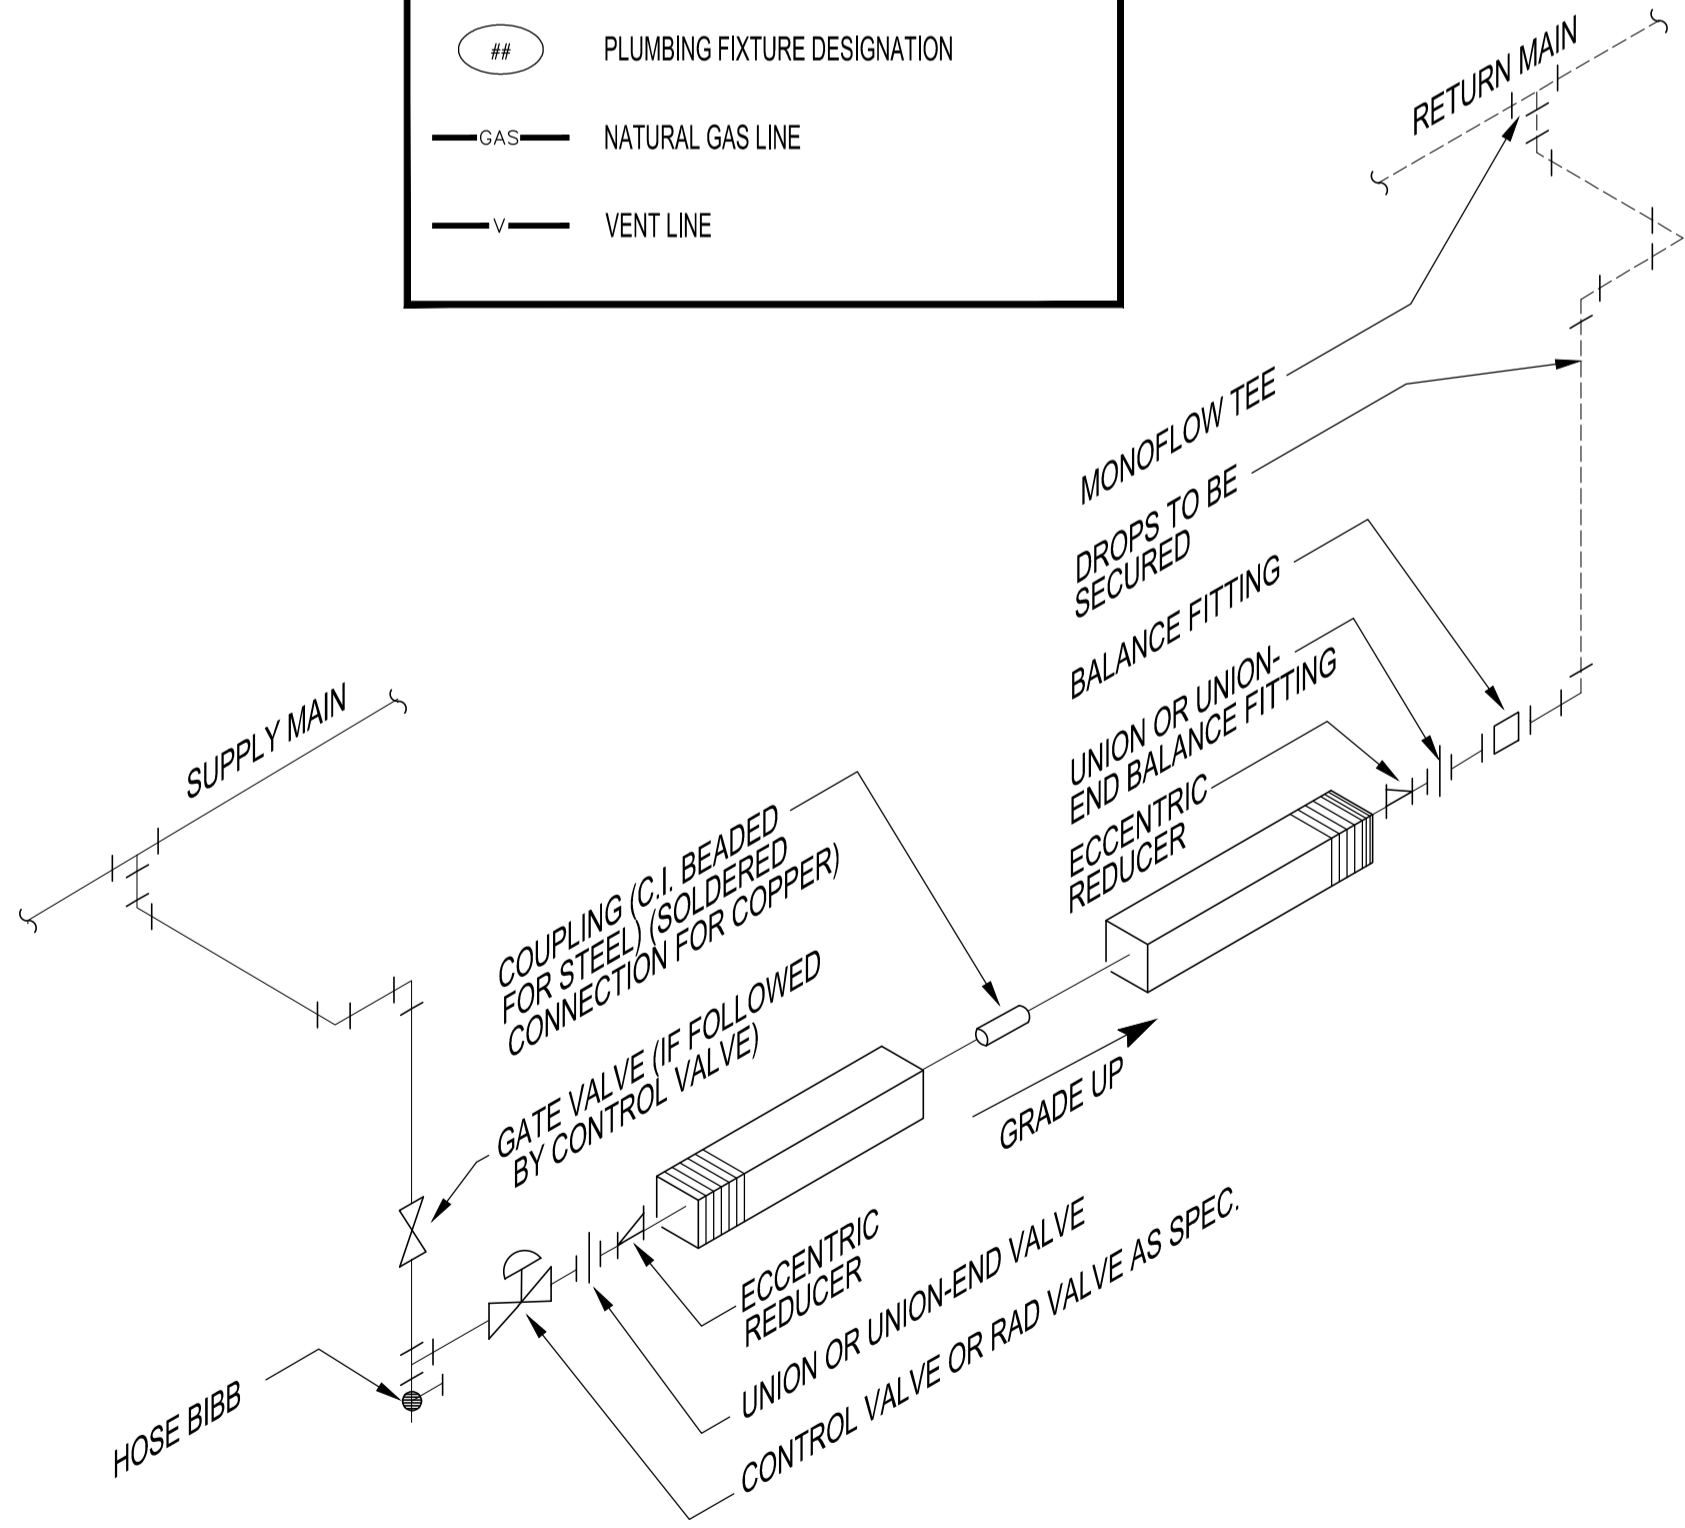 ## PLUMBING FIXTURE DESIGNATION
GAS NATURAL GAS LINE
V VENT LINE
RETURN MAIN
MONOFLOW TEE
DROPS TO BE
SECURED
BALANCE FITTING
UNION OR UNION-
END BALANCE FITTING
ECCENTRIC
REDUCER
SUPPLY MAIN
COUPLING (C.I. BEADED
FOR STEEL) (SOLDERED
CONNECTION FOR COPPER)
GATE VALVE (IF FOLLOWED
BY CONTROL VALVE)
GRADE UP
ECCENTRIC
REDUCER
UNION OR UNION-END VALVE
CONTROL VALVE OR RAD VALVE AS SPEC.
HOSE BIBB